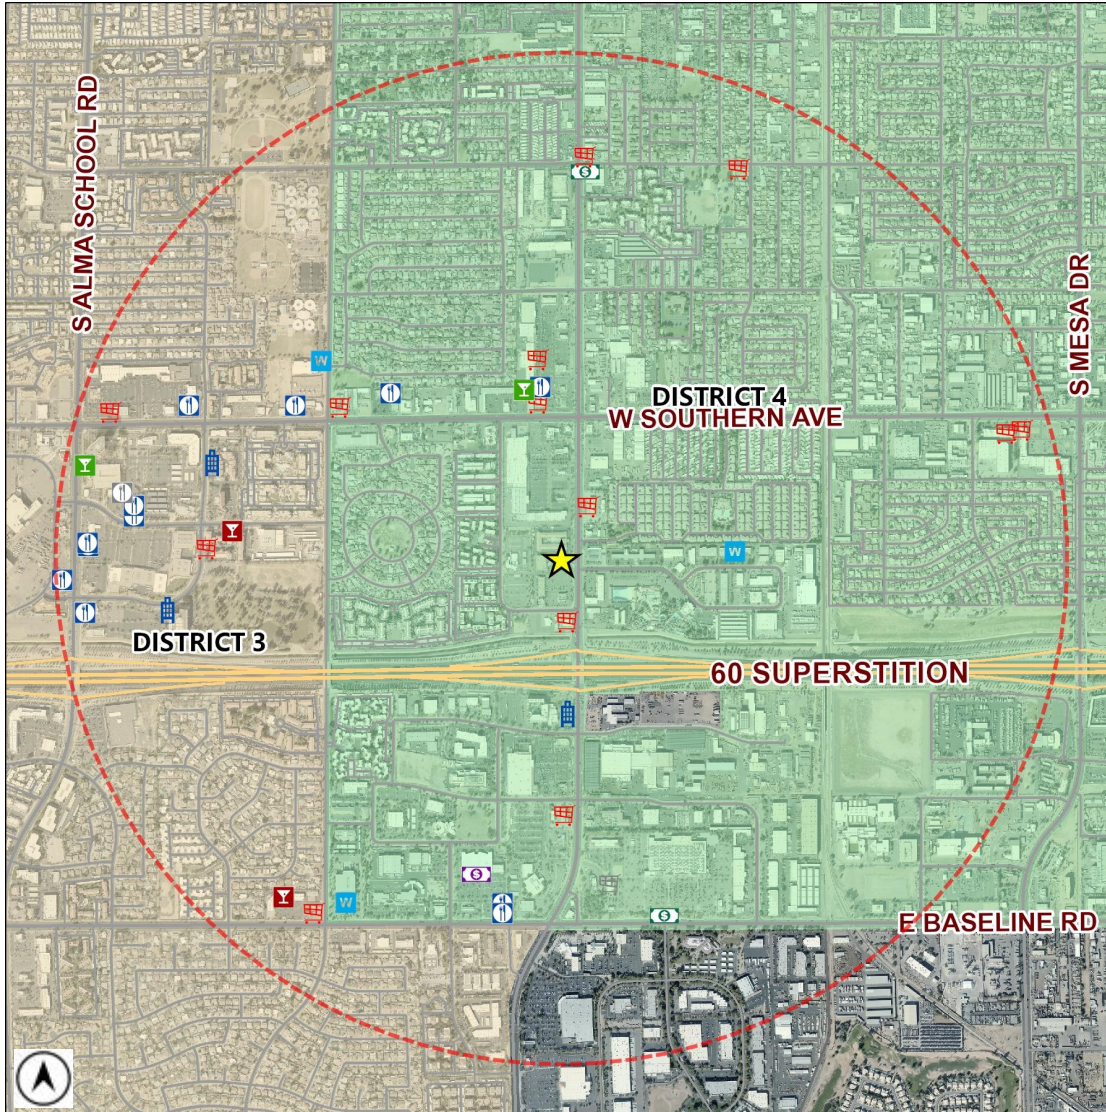 S ALMA SCHOOL RD
S MESA DR
W
DISTRICT 4
W SOUTHERN AVE
W
DISTRICT 3
60 SUPERSTITION
$
$
W
$
E BASELINE RD